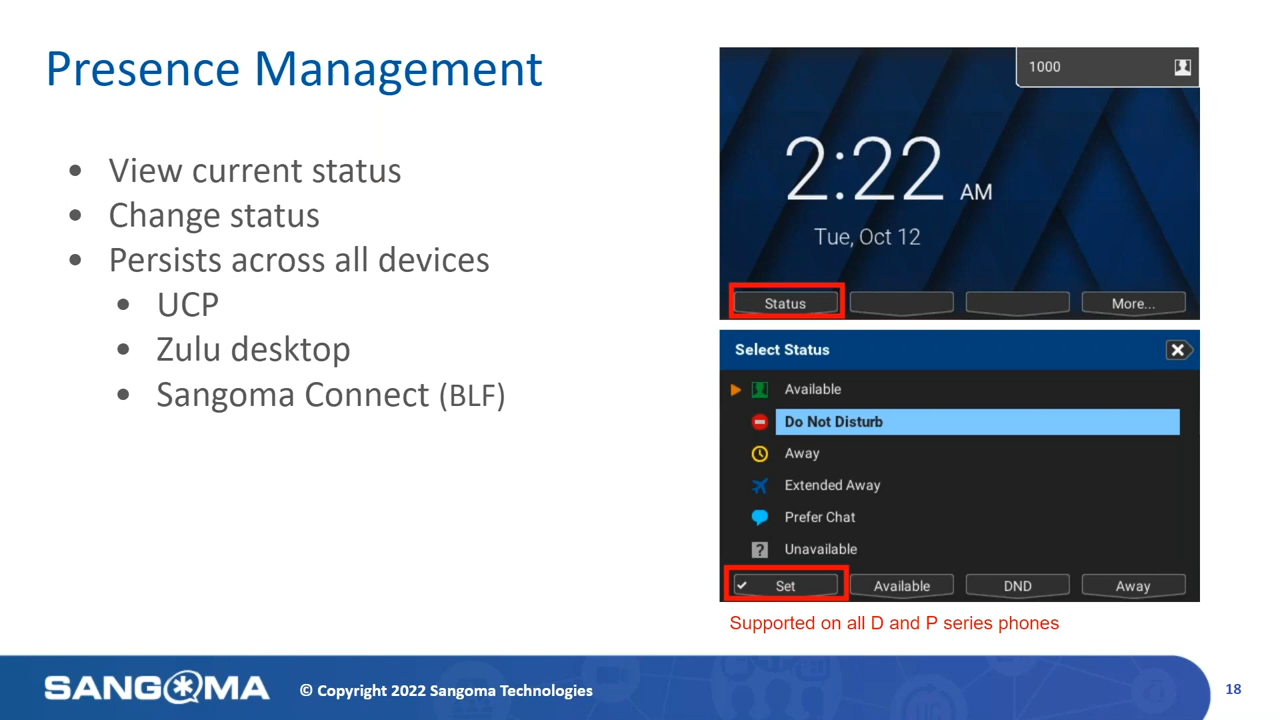 Presence Management
• View current status
• Change status
• Persists across all devices
• UCP
• Zulu desktop
• Sangoma Connect (BLF)
1000
2:22 AM
Tue, Oct 12
Status
More...
Select Status
Available
Do Not Disturb
Away
Extended Away
Prefer Chat
? Unavailable
Set
Available
DND
Away
Supported on all D and P series phones
SANGOMA
© Copyright 2022 Sangoma Technologies
18